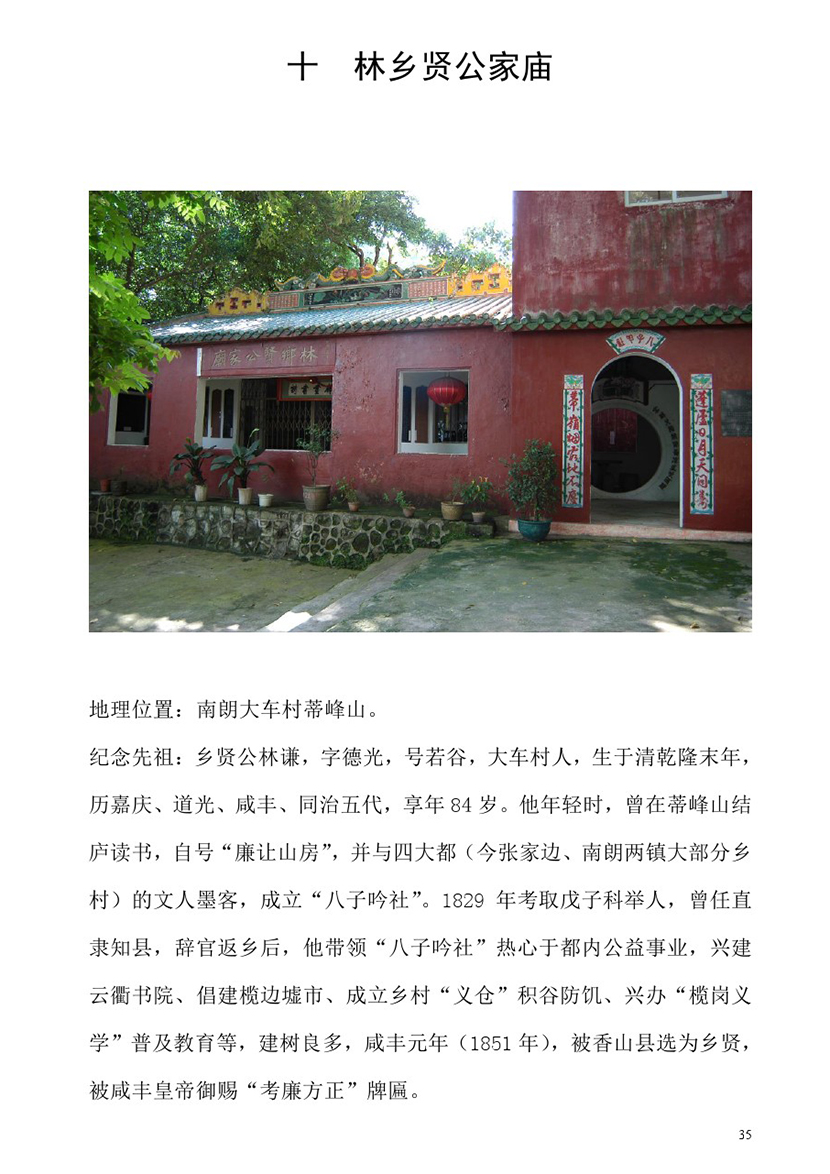 十 林乡贤公家庙
林鄉賢公家廟
地理位置：南朗大车村蒂峰山。
纪念先祖：乡贤公林谦，字德光，号若谷，大车村人，生于清乾隆末年，
历嘉庆、道光、咸丰、同治五代，享年 84 岁。他年轻时，曾在蒂峰山结
庐读书，自号“廉让山房”，并与四大都（今张家边、南朗两镇大部分乡
村）的文人墨客，成立“八子吟社”。1829 年考取戊子科举人，曾任直
隶知县，辞官返乡后，他带领“八子吟社”热心于都内公益事业，兴建
云衢书院、倡建榄边墟市、成立乡村“义仓”积谷防饥、兴办“榄岗义
学”普及教育等，建树良多，咸丰元年（1851 年），被香山县选为乡贤，
被咸丰皇帝御赐“考廉方正”牌匾。
35